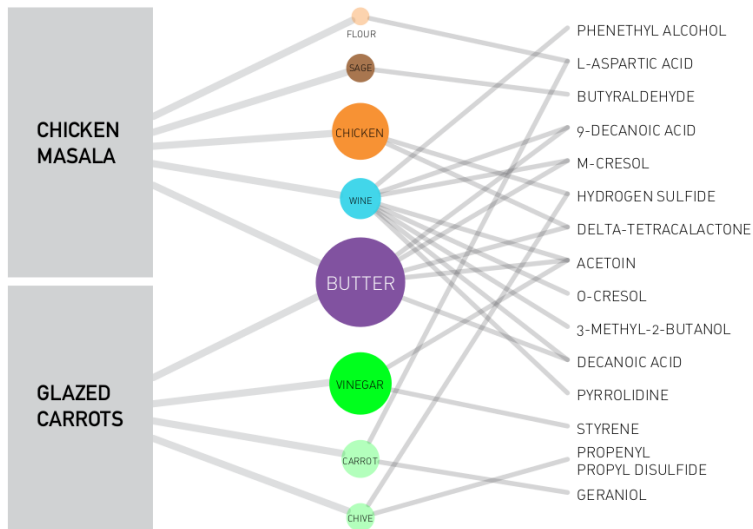 CHICKEN
MASALA
GLAZED
CARROTS
FLOUR
SAGE
CHICKEN
WINE
BUTTER
VINEGAR
CARROT
CHIVE
PHENETHYL ALCOHOL
L-ASPARTIC ACID
BUTYRALDEHYDE
9-DECANOIC ACID
M-CRESOL
HYDROGEN SULFIDE
DELTA-TETRACALACTONE
ACETOIN
O-CRESOL
3-METHYL-2-BUTANOL
DECANOIC ACID
PYRROLIDINE
STYRENE
PROPENYL
PROPYL DISULFIDE
GERANIOL